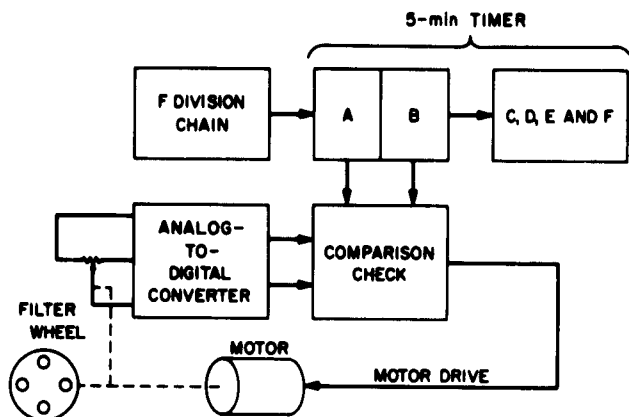 5-min TIMER
F DIVISION
CHAIN
A
B
C, D, E AND F
ANALOG-
TO-
DIGITAL
CONVERTER
COMPARISON
CHECK
FILTER
WHEEL
MOTOR
MOTOR DRIVE